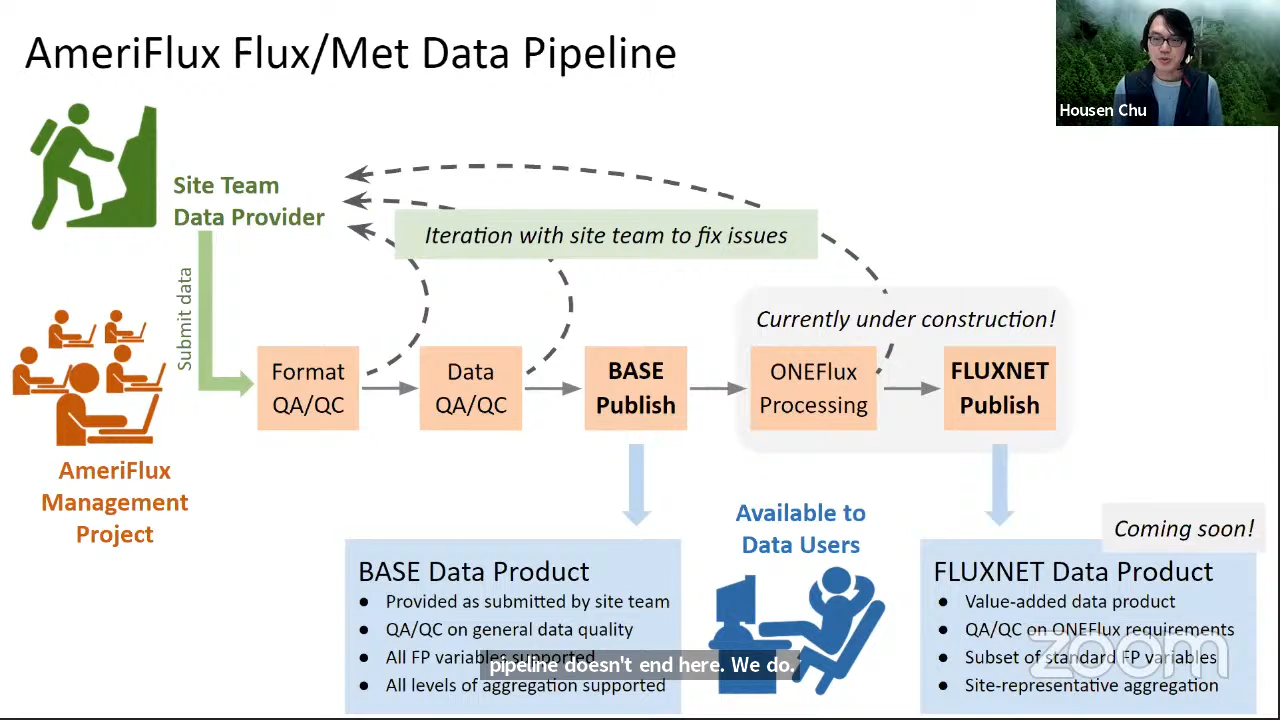 AmeriFlux Flux/Met Data Pipeline
Housen Chu
Site Team
Data Provider
Iteration with site team to fix issues
Submit data
Currently under construction!
Format
QA/QC
Data
QA/QC
BASE
Publish
ONEFlux
Processing
FLUXNET
Publish
AmeriFlux
Management
Project
Available to
Data Users
Coming soon!
BASE Data Product
● Provided as submitted by site team
● QA/QC on general data quality
● All FP variables supported
● All levels of aggregation supported
FLUXNET Data Product
● Value-added data product
● QA/QC on ONEFlux requirements
● Subset of standard FP variables
● Site-representative aggregation
pipeline doesn't end here. We do.
zoom